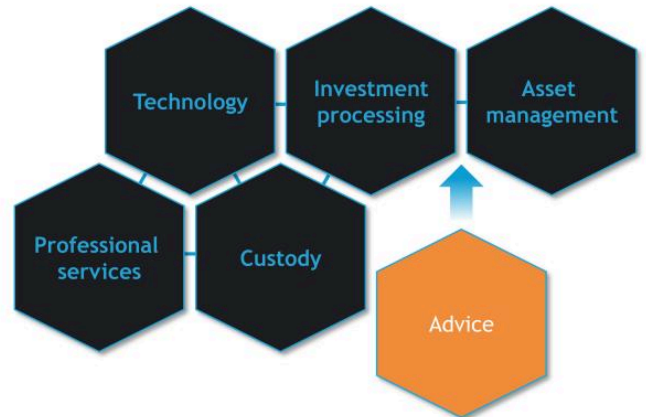 Technology
Investment
processing
Asset
management
Professional
services
Custody
Advice